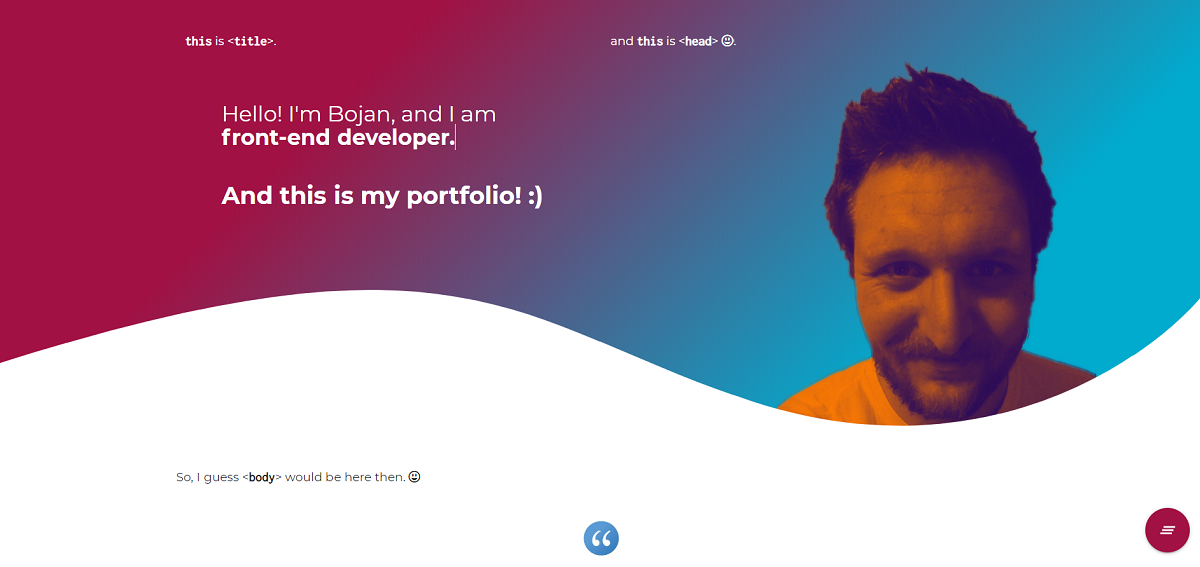 this is <title>.
and this is <head> 😃.
Hello! I'm Bojan, and I am
front-end developer.
And this is my portfolio! :)
So, I guess <body> would be here then. 😃
“